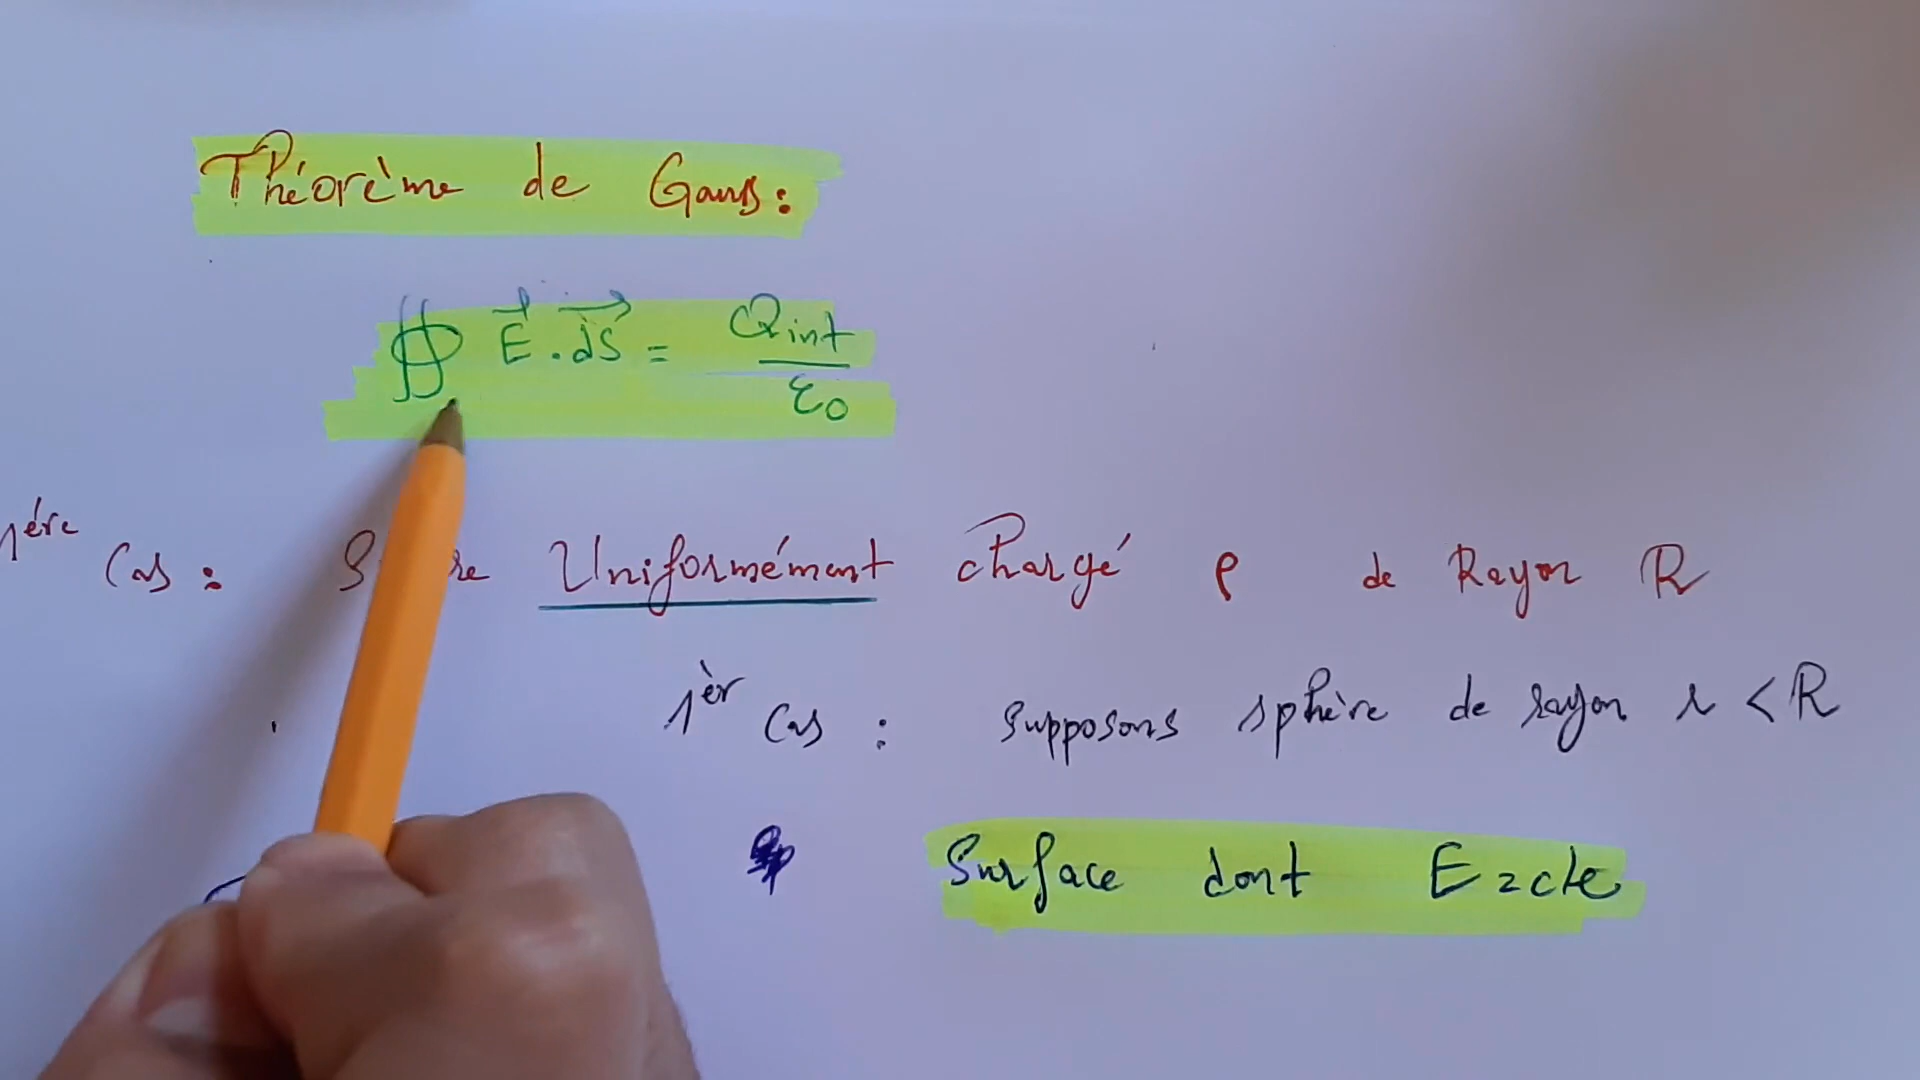 Théorème de Gauss:
∯ E⃗ . dS⃗ = Qint / ε0
1ére Cas : Uniformément chargé ρ de Rayon R
1èr Cas : supposons sphère de rayon r < R
Surface dont E = cte